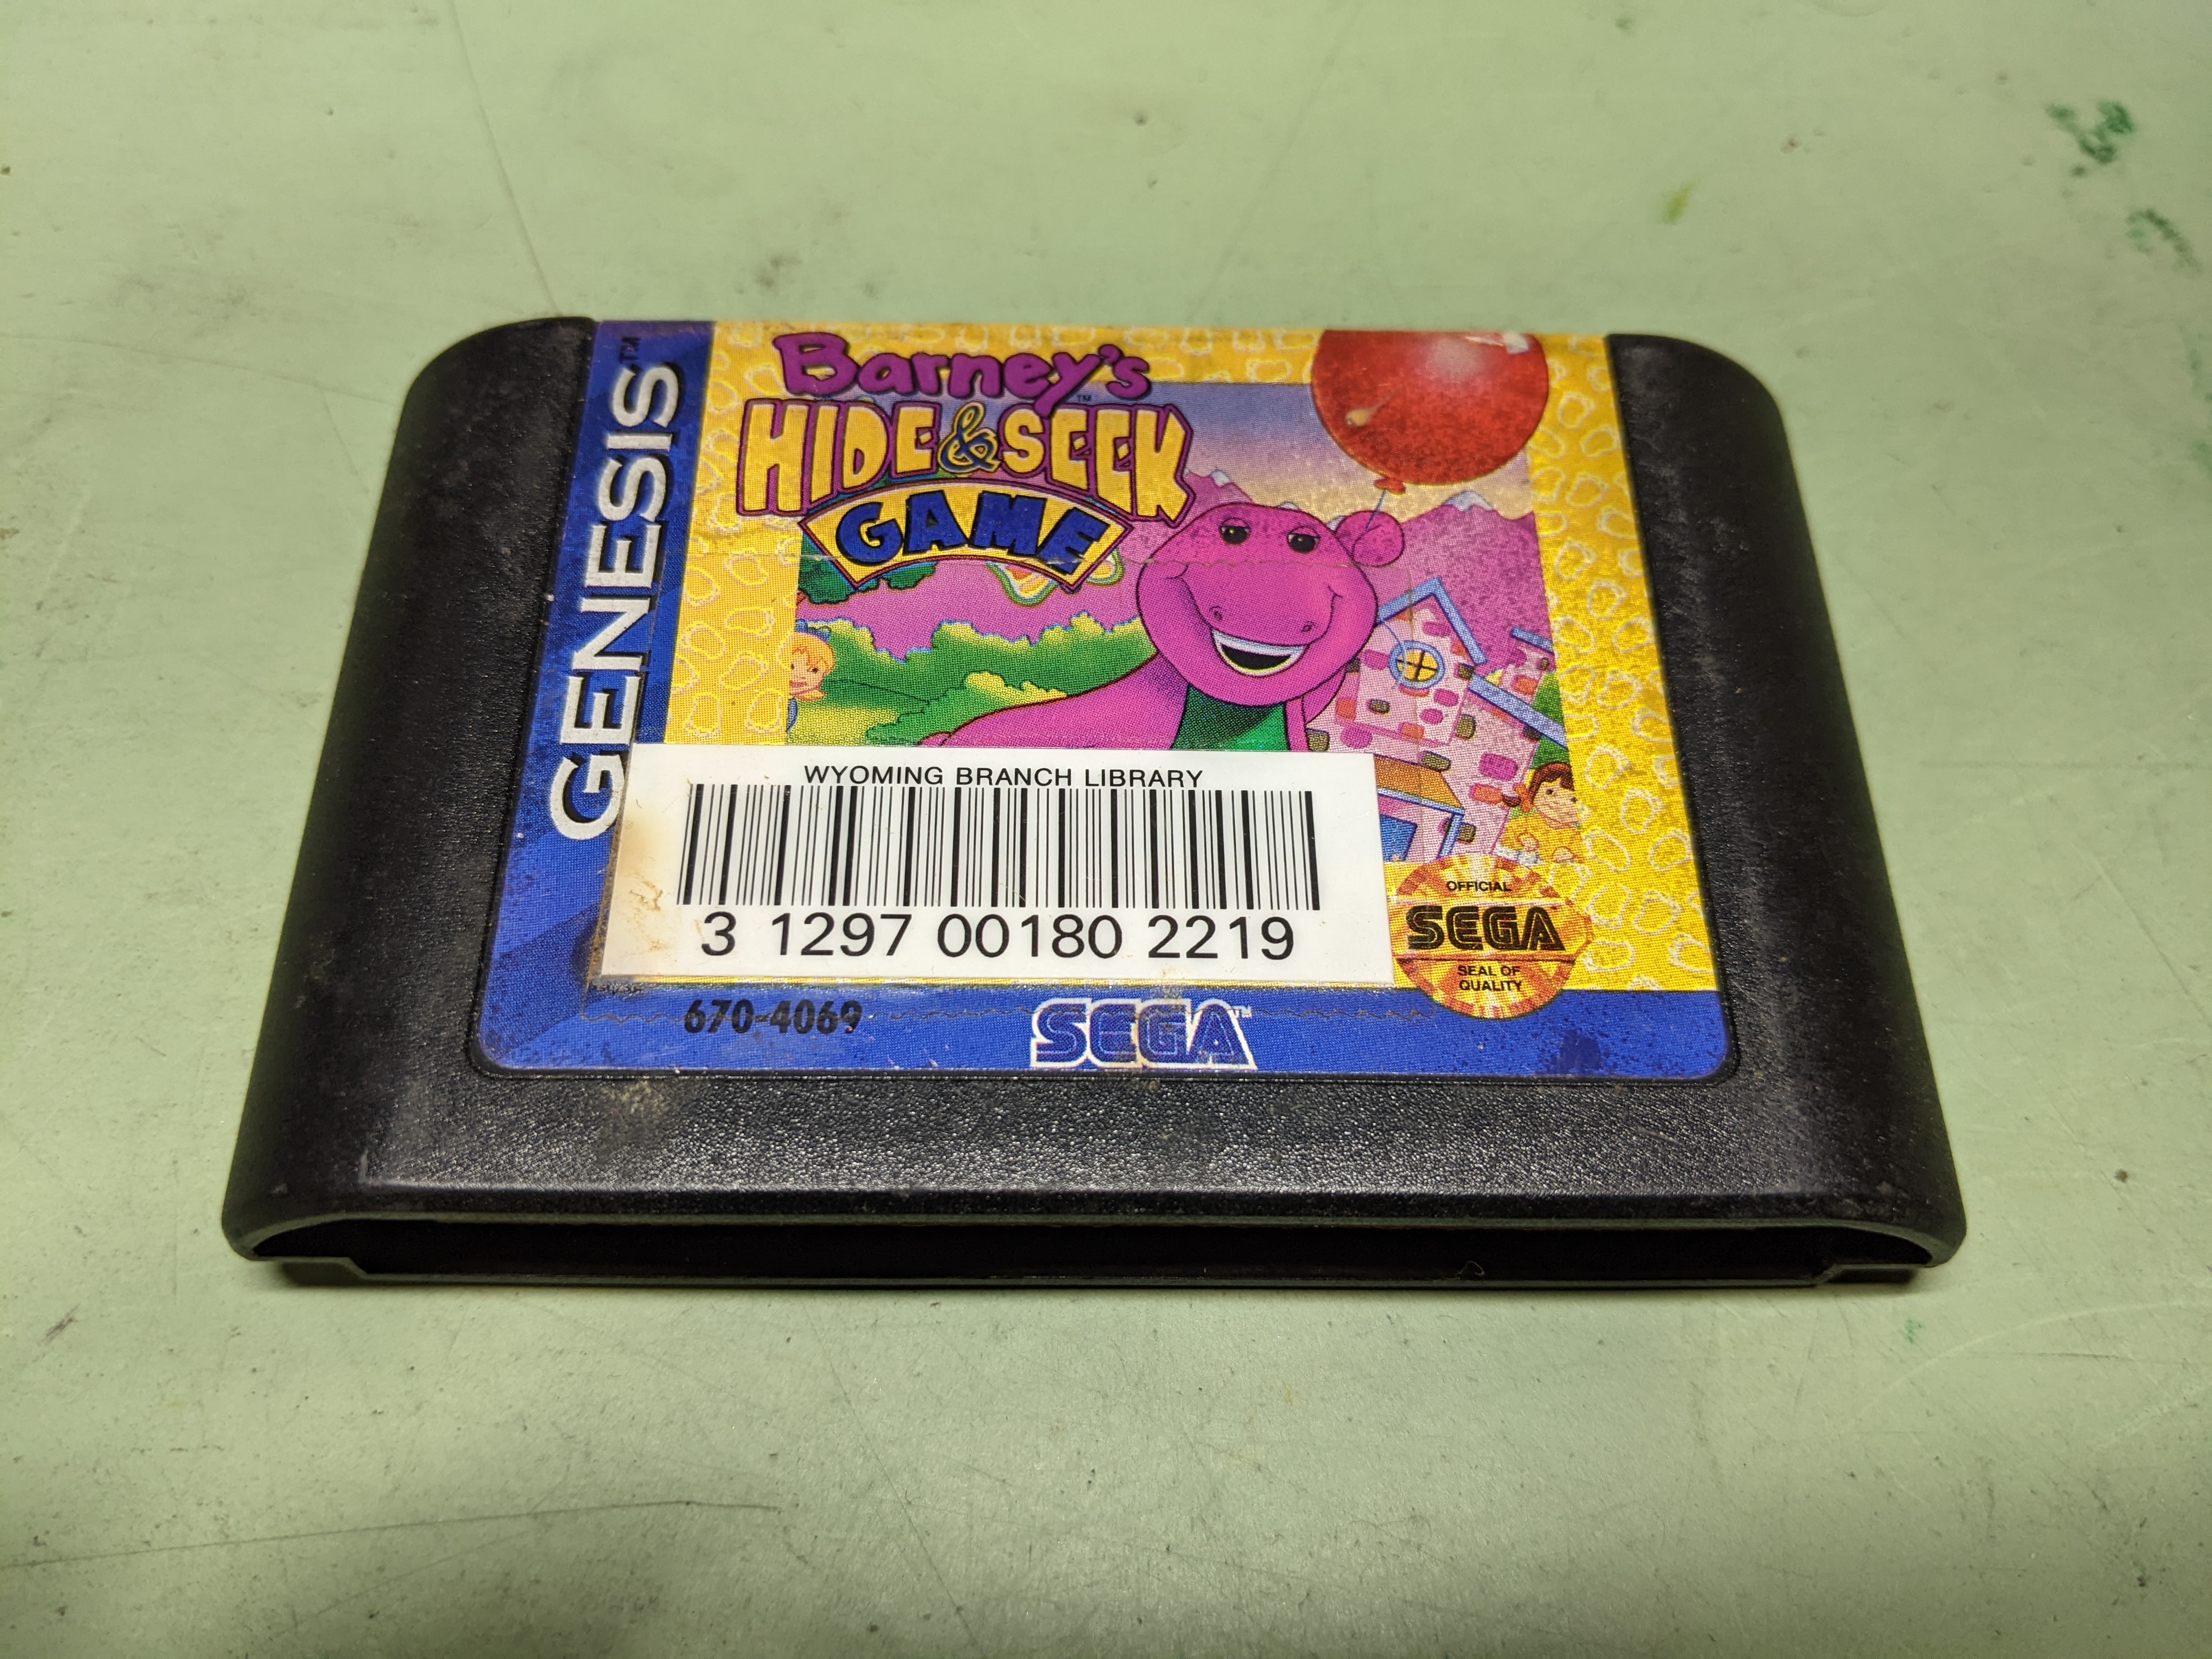 GENESIS™
Barney's™
HIDE & SEEK
GAME
WYOMING BRANCH LIBRARY
3 1297 00180 2219
OFFICIAL
SEGA
SEAL OF
QUALITY
670-4069
SEGA™